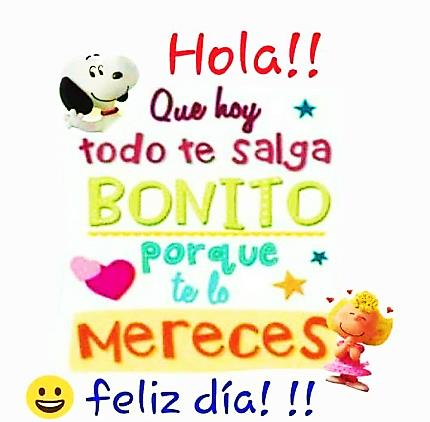 Hola!!
Que hoy
todo te salga
BONITO
porque
te lo
MERECES
feliz día! !!